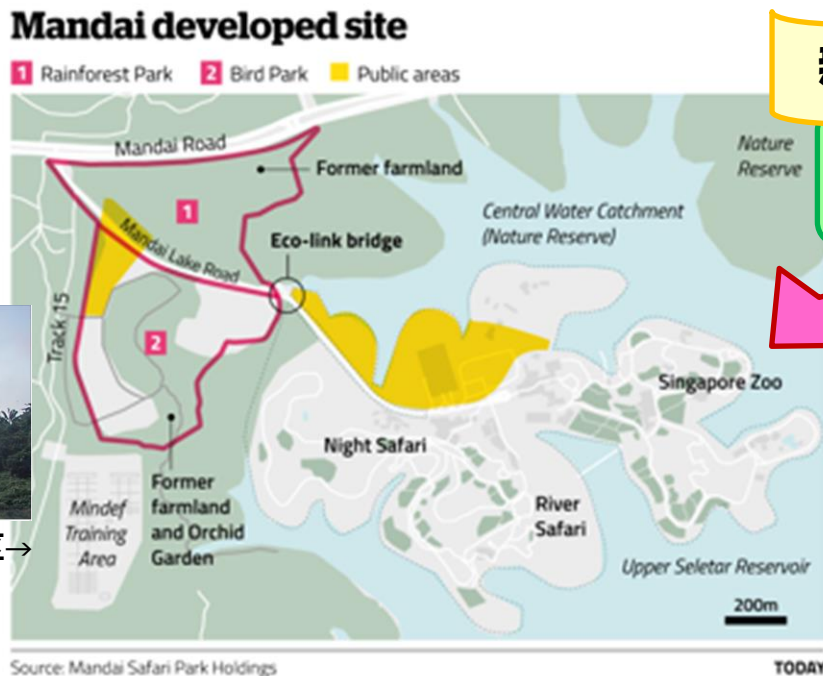 Mandai developed site
1 Rainforest Park 2 Bird Park Public areas
Mandai Road
Former farmland
Nature
Reserve
1
Central Water Catchment
(Nature Reserve)
Mandai Lake Road
Eco-link bridge
Track 15
2
Singapore Zoo
Night Safari
Former
farmland
and Orchid
Garden
Mindef
Training
Area
River
Safari
→
Upper Seletar Reservoir
200m
Source: Mandai Safari Park Holdings
TODAY